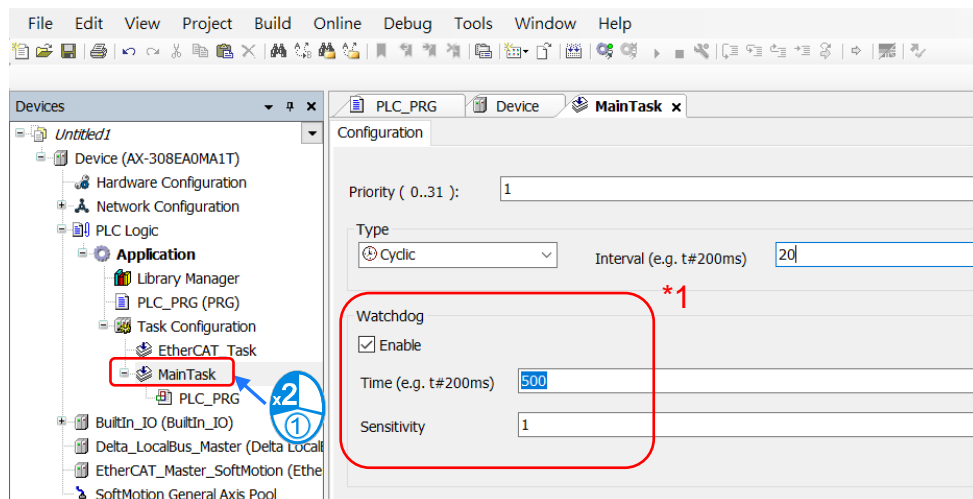 File Edit View Project Build Online Debug Tools Window Help
Devices
Untitled1
Device (AX-308EA0MA1T)
Hardware Configuration
Network Configuration
PLC Logic
Application
Library Manager
PLC_PRG (PRG)
Task Configuration
EtherCAT_Task
MainTask
PLC_PRG
BuiltIn_IO (BuiltIn_IO)
Delta_LocalBus_Master (Delta Local
EtherCAT_Master_SoftMotion (Ethe
SoftMotion General Axis Pool
x2
1
PLC_PRG Device MainTask
Configuration
Priority ( 0..31 ): 1
Type
Cyclic Interval (e.g. t#200ms) 20
*1
Watchdog
Enable
Time (e.g. t#200ms) 500
Sensitivity 1